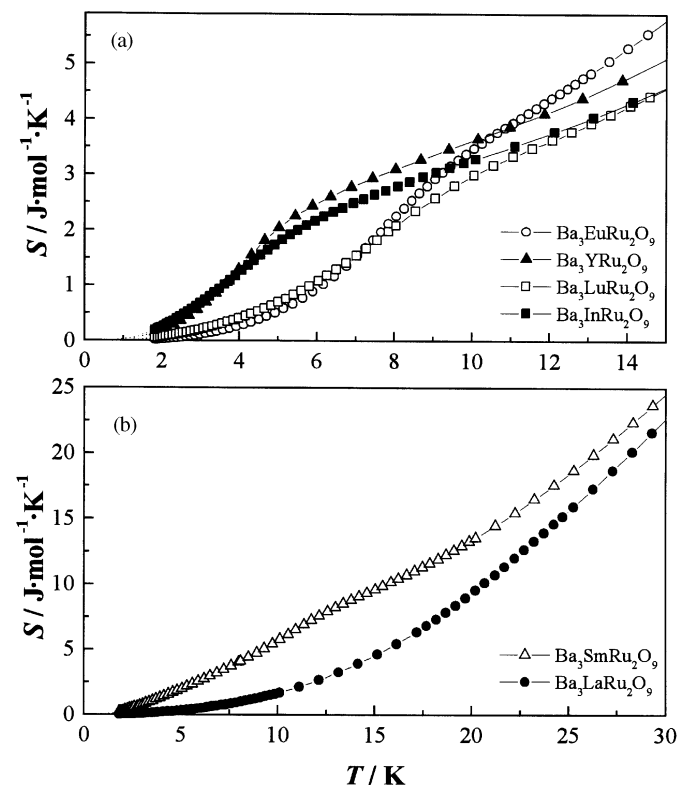 (a)
S / J·mol⁻¹·K⁻¹
5
4
3
2
1
0
Ba₃EuRu₂O₉
Ba₃YRu₂O₉
Ba₃LuRu₂O₉
Ba₃InRu₂O₉
0 2 4 6 8 10 12 14
(b)
S / J·mol⁻¹·K⁻¹
25
20
15
10
5
0
Ba₃SmRu₂O₉
Ba₃LaRu₂O₉
0 5 10 15 20 25 30
T / K